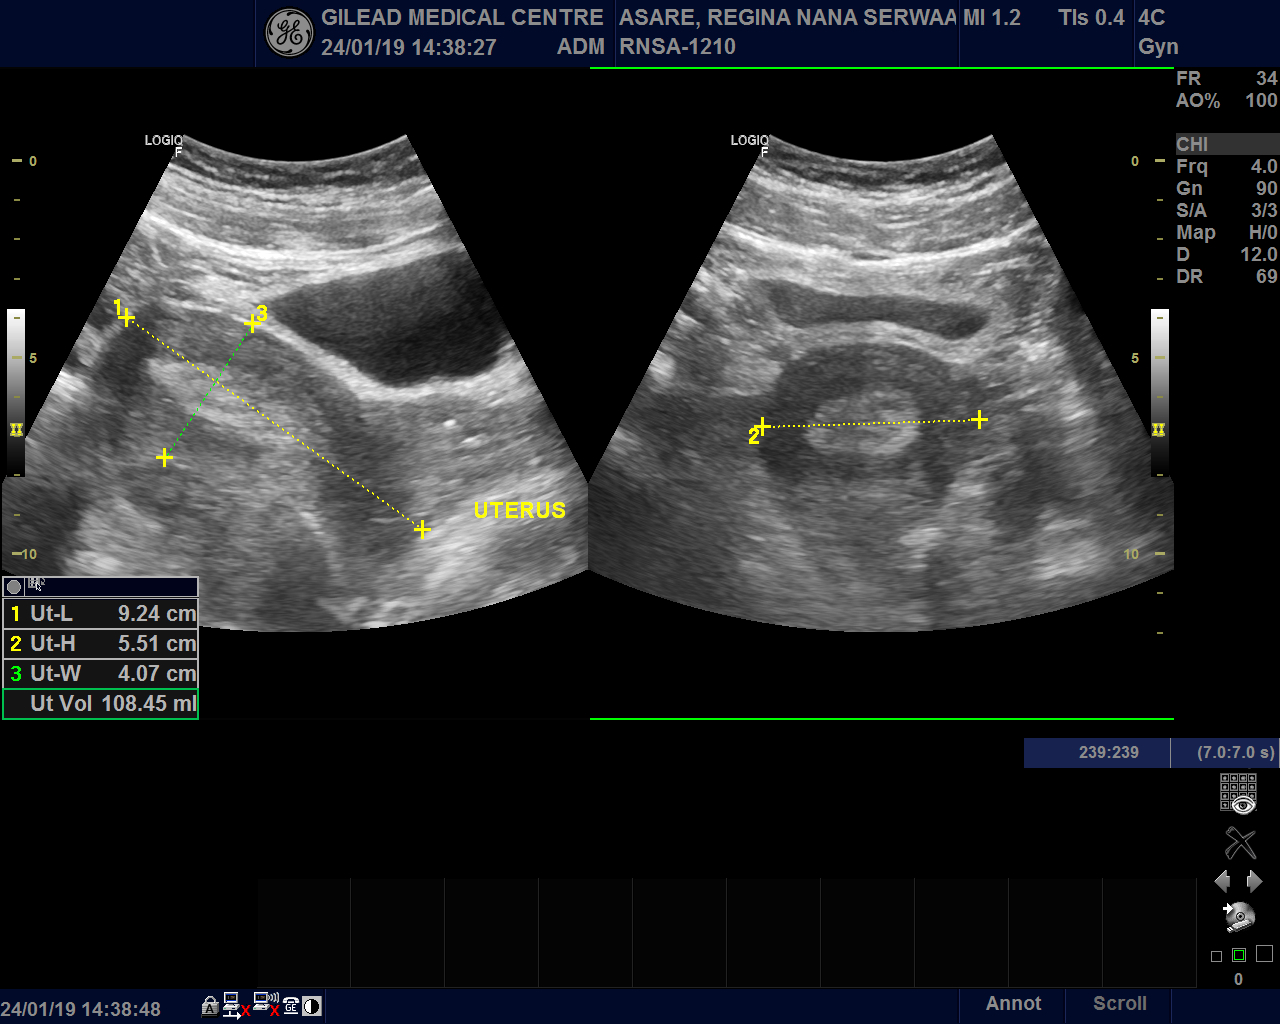 GILEAD MEDICAL CENTRE
24/01/19 14:38:27 ADM
ASARE, REGINA NANA SERWAA
RNSA-1210
MI 1.2 TIs 0.4
4C
Gyn
FR 34
AO% 100
CHI
Frq 4.0
Gn 90
S/A 3/3
Map H/0
D 12.0
DR 69
LOGIQ
F
LOGIQ
F
0
5
10
0
5
10
1
3
2
UTERUS
1 Ut-L 9.24 cm
2 Ut-H 5.51 cm
3 Ut-W 4.07 cm
Ut Vol 108.45 ml
239:239 (7.0:7.0 s)
0
24/01/19 14:38:48
A
X
X
GE
Annot
Scroll